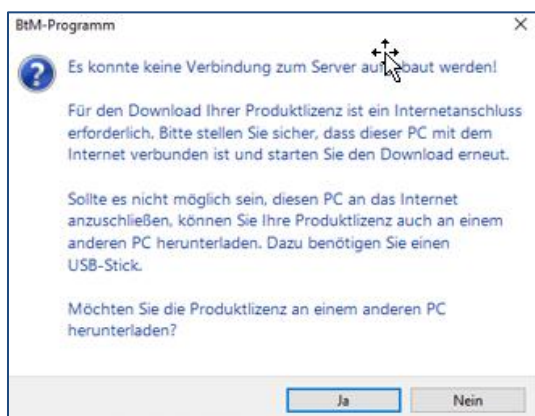 BtM-Programm
Es konnte keine Verbindung zum Server werden!
Für den Download Ihrer Produktlizenz ist ein Internetanschluss
erforderlich. Bitte stellen Sie sicher, dass dieser PC mit dem
Internet verbunden ist und starten Sie den Download erneut.
Sollte es nicht möglich sein, diesen PC an das Internet
anzuschließen, können Sie Ihre Produktlizenz auch an einem
anderen PC herunterladen. Dazu benötigen Sie einen
USB-Stick.
Möchten Sie die Produktlizenz an einem anderen PC
herunterladen?
Ja Nein